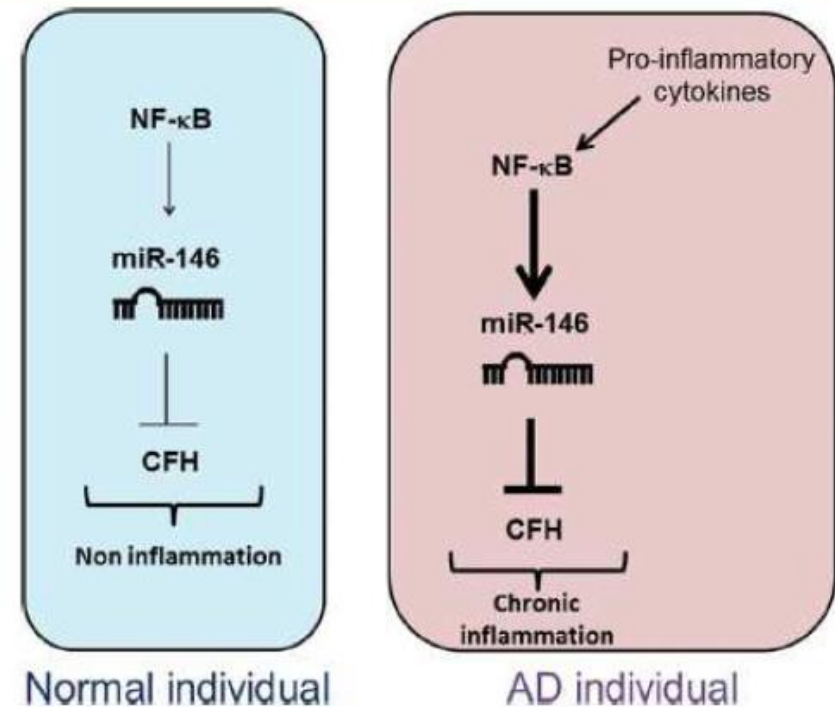 NF-κB
miR-146
CFH
Non inflammation
Normal individual
Pro-inflammatory
cytokines
NF-κB
miR-146
CFH
Chronic
inflammation
AD individual